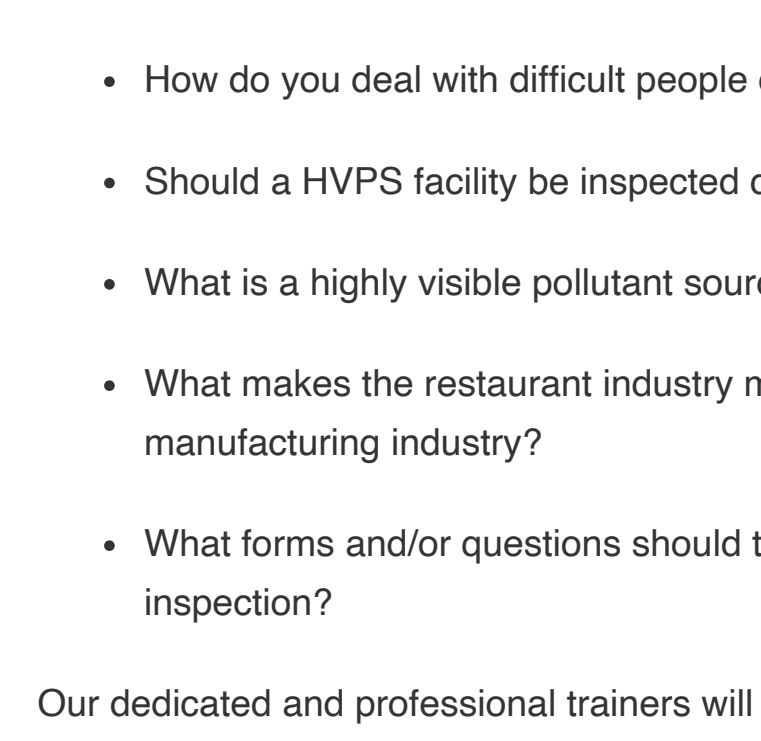 How do you deal with difficult people
Should a HVPS facility be inspected
What is a highly visible pollutant
What makes the restaurant industry
manufacturing industry?
What forms and/or questions should
inspection?
Our dedicated and professional trainers will